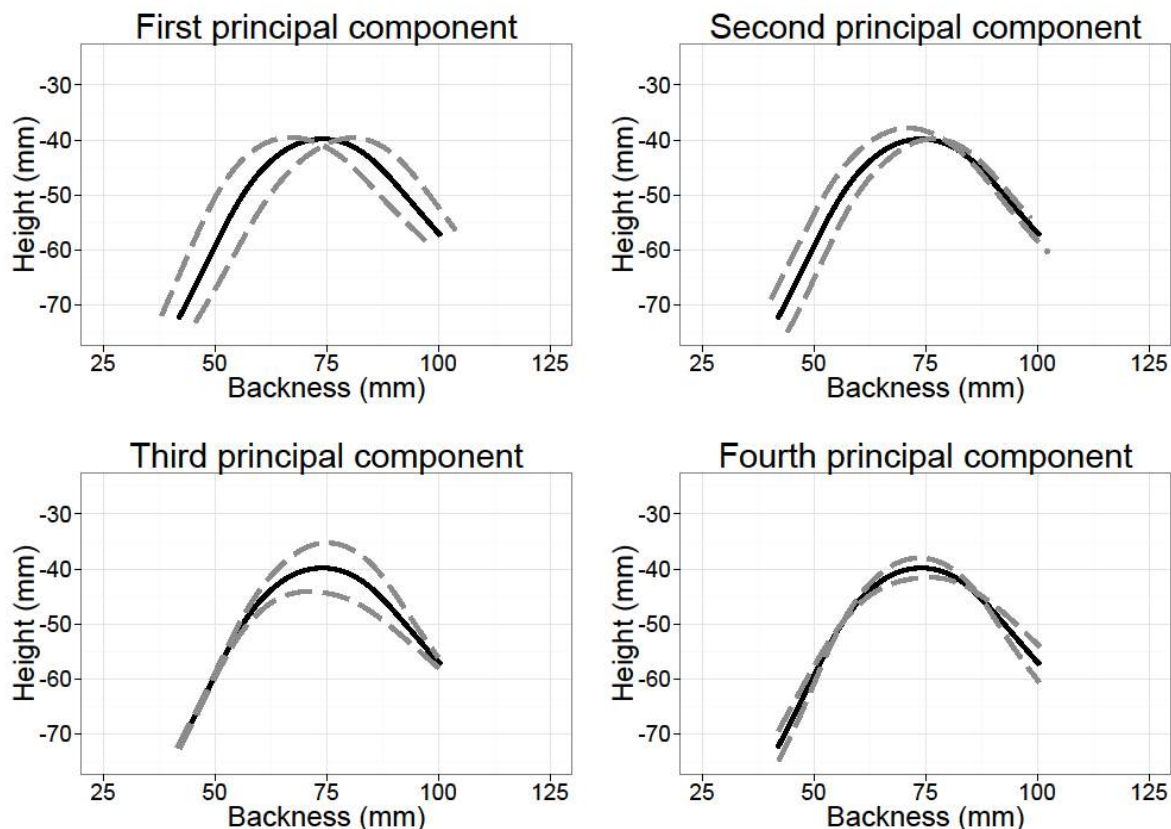 First principal component
Height (mm)
-30
-40
-50
-60
-70
25 50 75 100 125
Backness (mm)
Second principal component
Height (mm)
-30
-40
-50
-60
-70
25 50 75 100 125
Backness (mm)
Third principal component
Height (mm)
-30
-40
-50
-60
-70
25 50 75 100 125
Backness (mm)
Fourth principal component
Height (mm)
-30
-40
-50
-60
-70
25 50 75 100 125
Backness (mm)